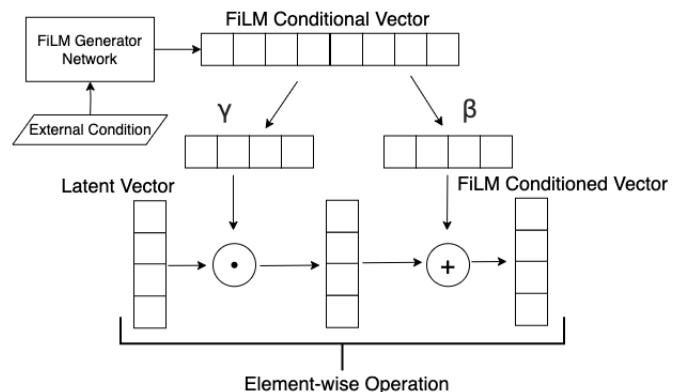 FiLM Conditional Vector
FiLM Generator
Network
External Condition
γ
β
Latent Vector
FiLM Conditioned Vector
•
+
Element-wise Operation